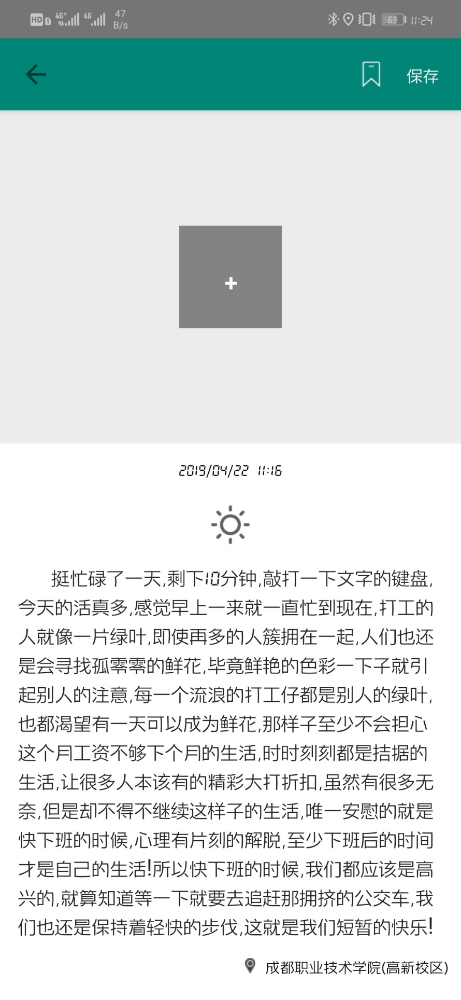 HD 1 4G+ 4G 47 B/s 63 11:24
保存
+
2019/04/22 11:16
挺忙碌了一天,剩下10分钟,敲打一下文字的键盘,
今天的活真多,感觉早上一来就一直忙到现在,打工的
人就像一片绿叶,即使再多的人簇拥在一起,人们也还
是会寻找孤零零的鲜花,毕竟鲜艳的色彩一下子就引
起别人的注意,每一个流浪的打工仔都是别人的绿叶,
也都渴望有一天可以成为鲜花,那样子至少不会担心
这个月工资不够下个月的生活,时时刻刻都是拮据的
生活,让很多人本该有的精彩大打折扣,虽然有很多无
奈,但是却不得不继续这样子的生活,唯一安慰的就是
快下班的时候,心理有片刻的解脱,至少下班后的时间
才是自己的生活!所以快下班的时候,我们都应该是高
兴的,就算知道等一下就要去追赶那拥挤的公交车,我
们也还是保持着轻快的步伐,这就是我们短暂的快乐!
成都职业技术学院(高新校区)